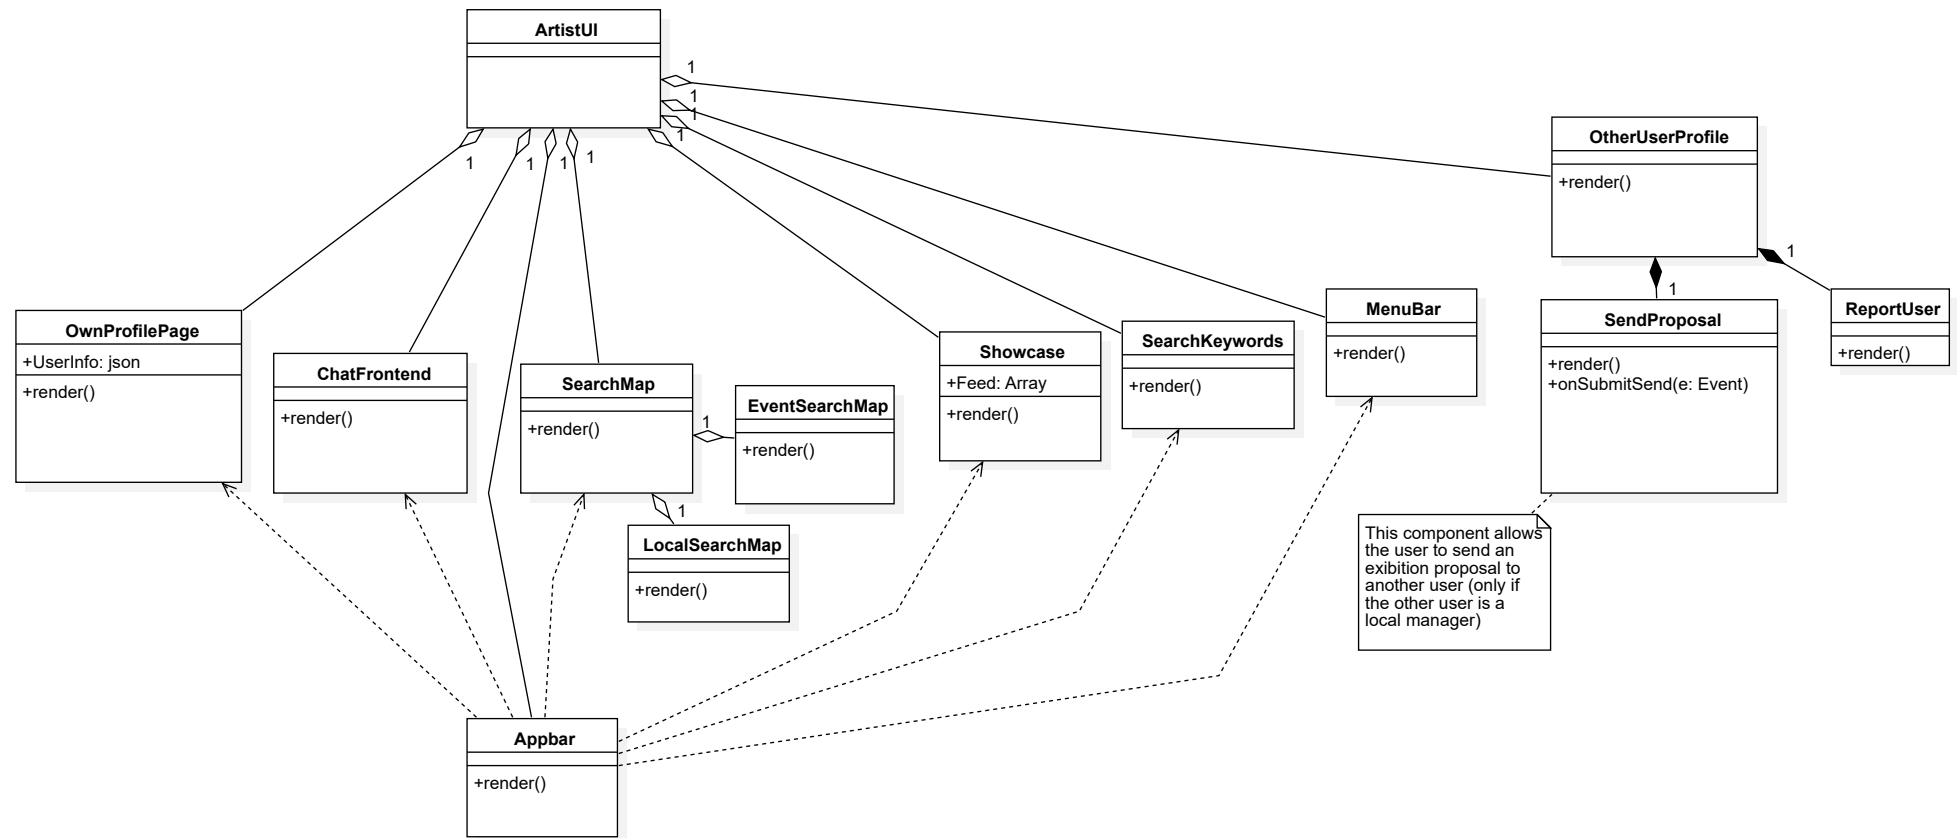 ArtistUI
1
1
1
1
1
1
1
1
OtherUserProfile
+render()
1
1
OwnProfilePage
+UserInfo: json
+render()
ChatFrontend
+render()
SearchMap
+render()
1
1
EventSearchMap
+render()
LocalSearchMap
+render()
Showcase
+Feed: Array
+render()
SearchKeywords
+render()
MenuBar
+render()
SendProposal
+render()
+onSubmitSend(e: Event)
ReportUser
+render()
This component allows
the user to send an
exibition proposal to
another user (only if
the other user is a
local manager)
Appbar
+render()